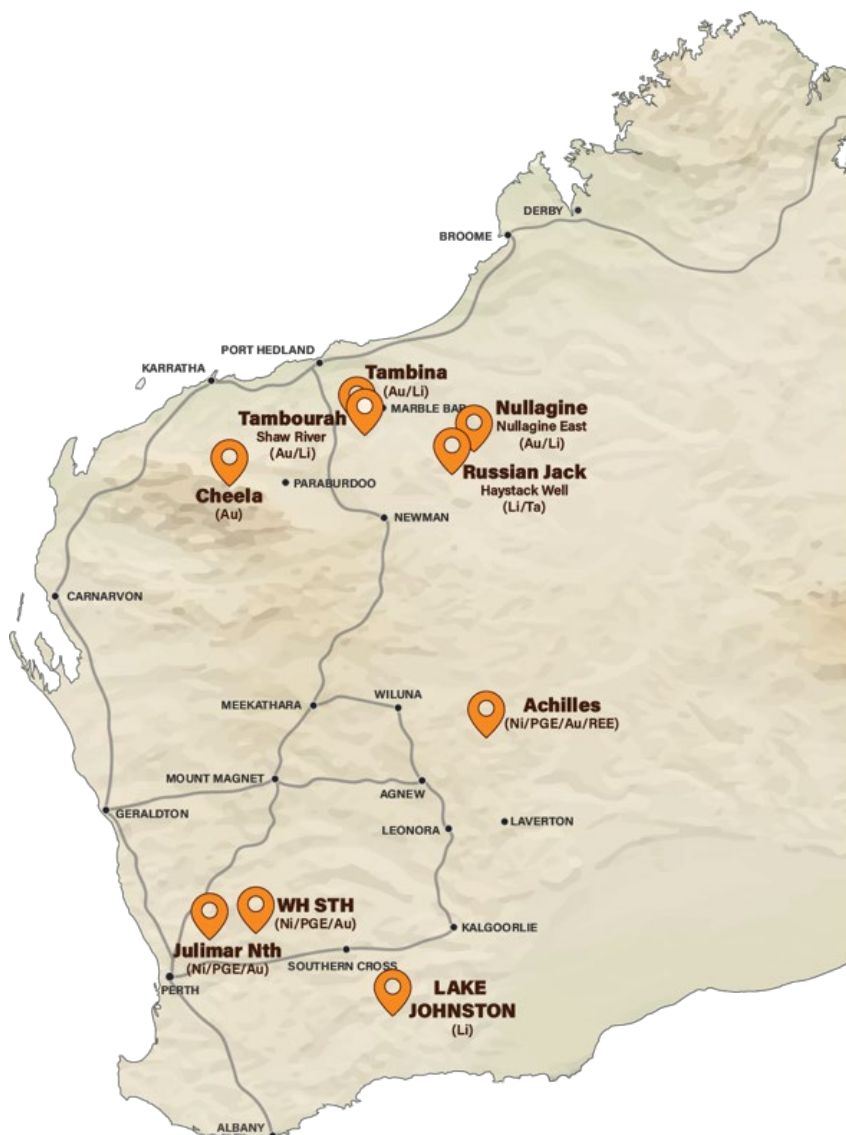 DERBY
BROOME
PORT HEDLAND
KARRATHA
Tambina
(Au/Li)
MARBLE BAR
Tambourah
Shaw River
(Au/Li)
Nullagine
Nullagine East
(Au/Li)
Russian Jack
Haystack Well
(Li/Ta)
Cheela
(Au)
PARABURDOO
NEWMAN
CARNARVON
MEEKATHARA
WILUNA
Achilles
(Ni/PGE/Au/REE)
MOUNT MAGNET
AGNEW
GERALDTON
LEONORA
LAVERTON
WH STH
(Ni/PGE/Au)
KALGOORLIE
Julimar Nth
(Ni/PGE/Au)
SOUTHERN CROSS
PERTH
LAKE
JOHNSTON
(Li)
ALBANY